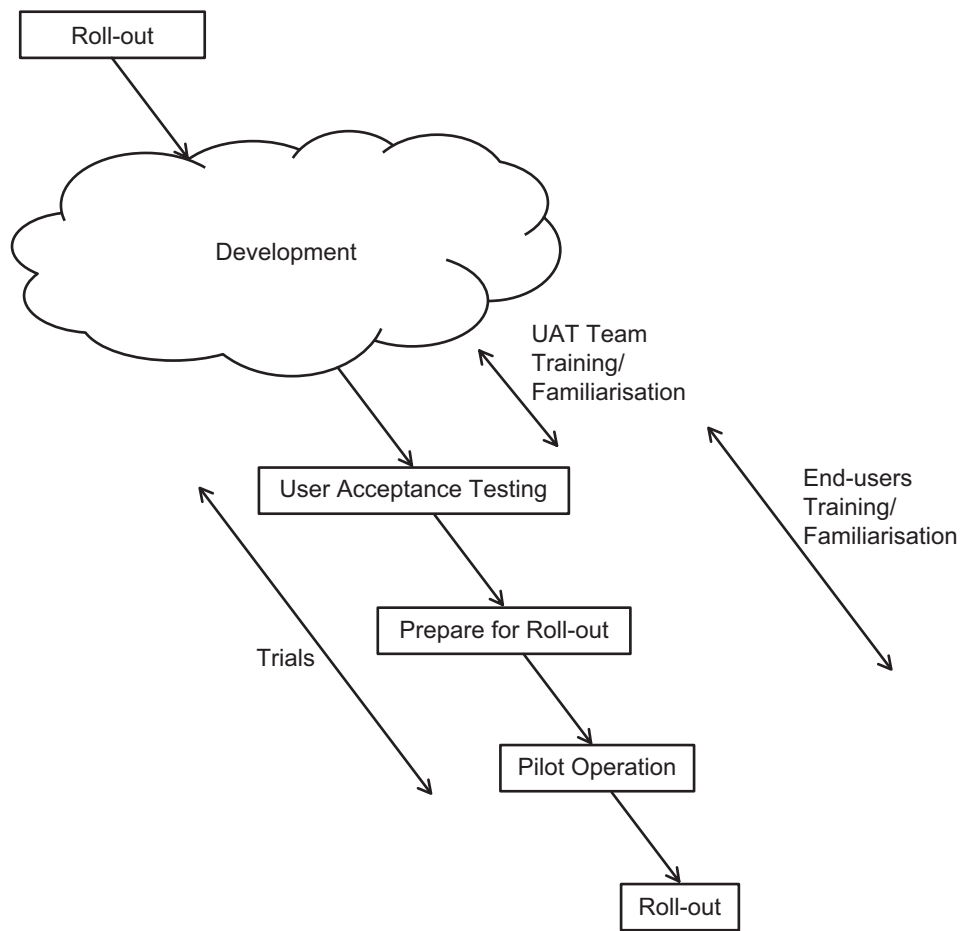 Roll-out
Development
UAT Team
Training/
Familiarisation
End-users
Training/
Familiarisation
User Acceptance Testing
Prepare for Roll-out
Trials
Pilot Operation
Roll-out